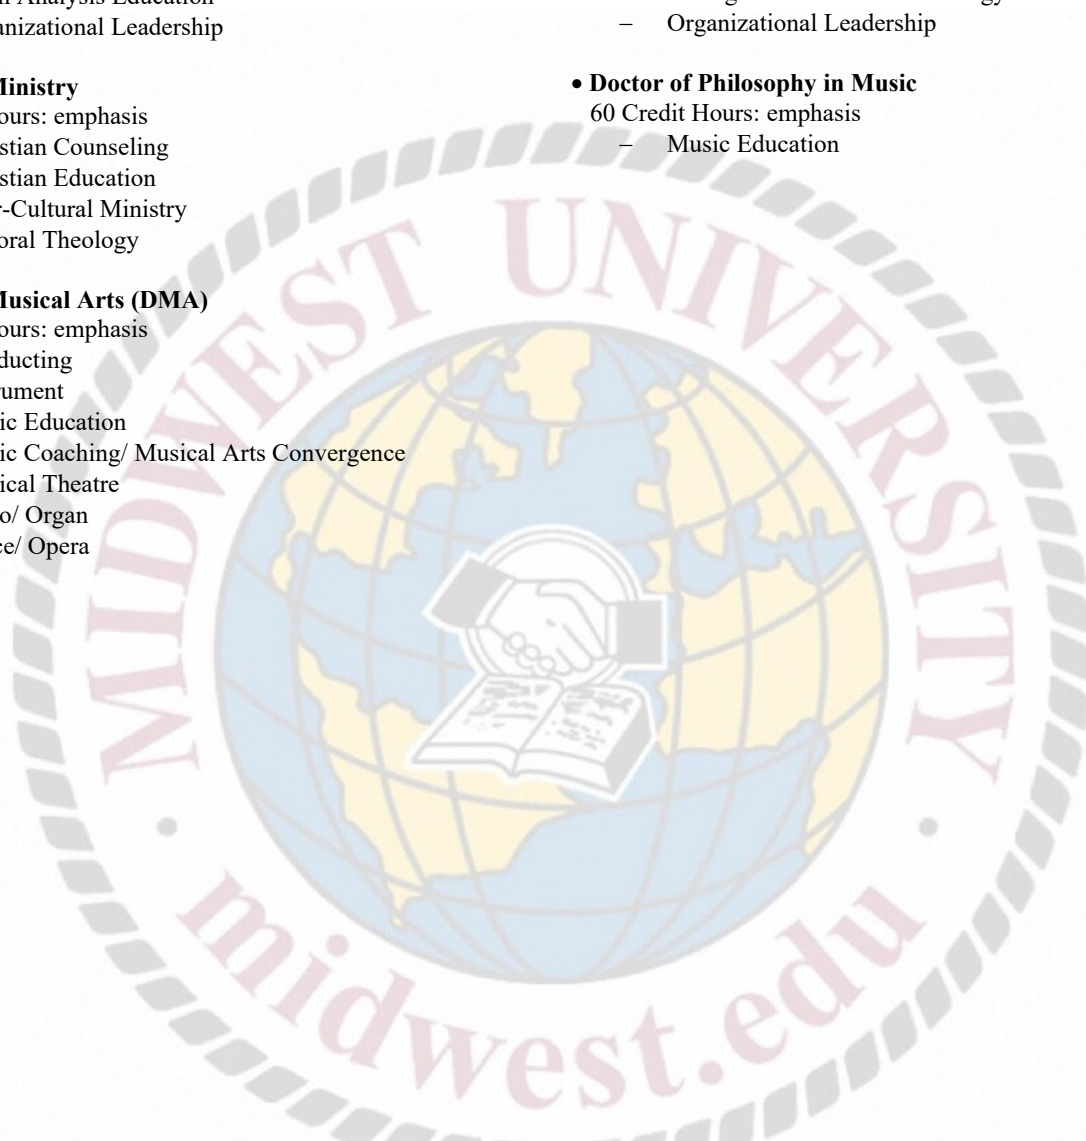 Analysis Education
anizational Leadership
Ministry
ours: emphasis
stian Counseling
stian Education
r-Cultural Ministry
oral Theology
Musical Arts (DMA)
ours: emphasis
ducting
rument
ic Education
ic Coaching/ Musical Arts Convergence
ical Theatre
o/ Organ
ce/ Opera
– Organizational Leadership
• Doctor of Philosophy in Music
60 Credit Hours: emphasis
– Music Education
MIDWEST UNIVERSITY
midwest.edu